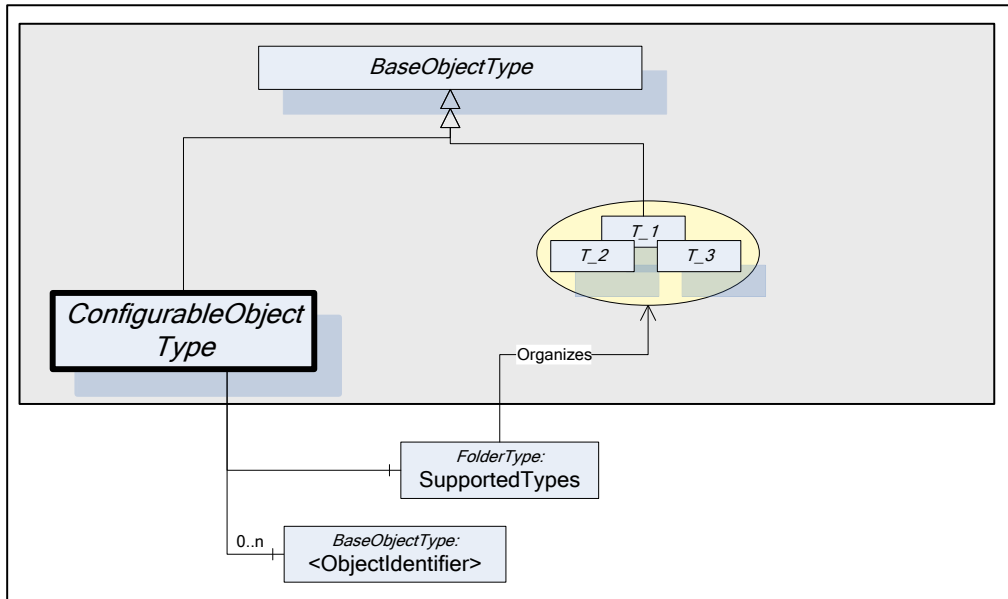 BaseObjectType
T_1
T_2
T_3
ConfigurableObject
Type
Organizes
FolderType:
SupportedTypes
0..n
BaseObjectType:
<ObjectIdentifier>